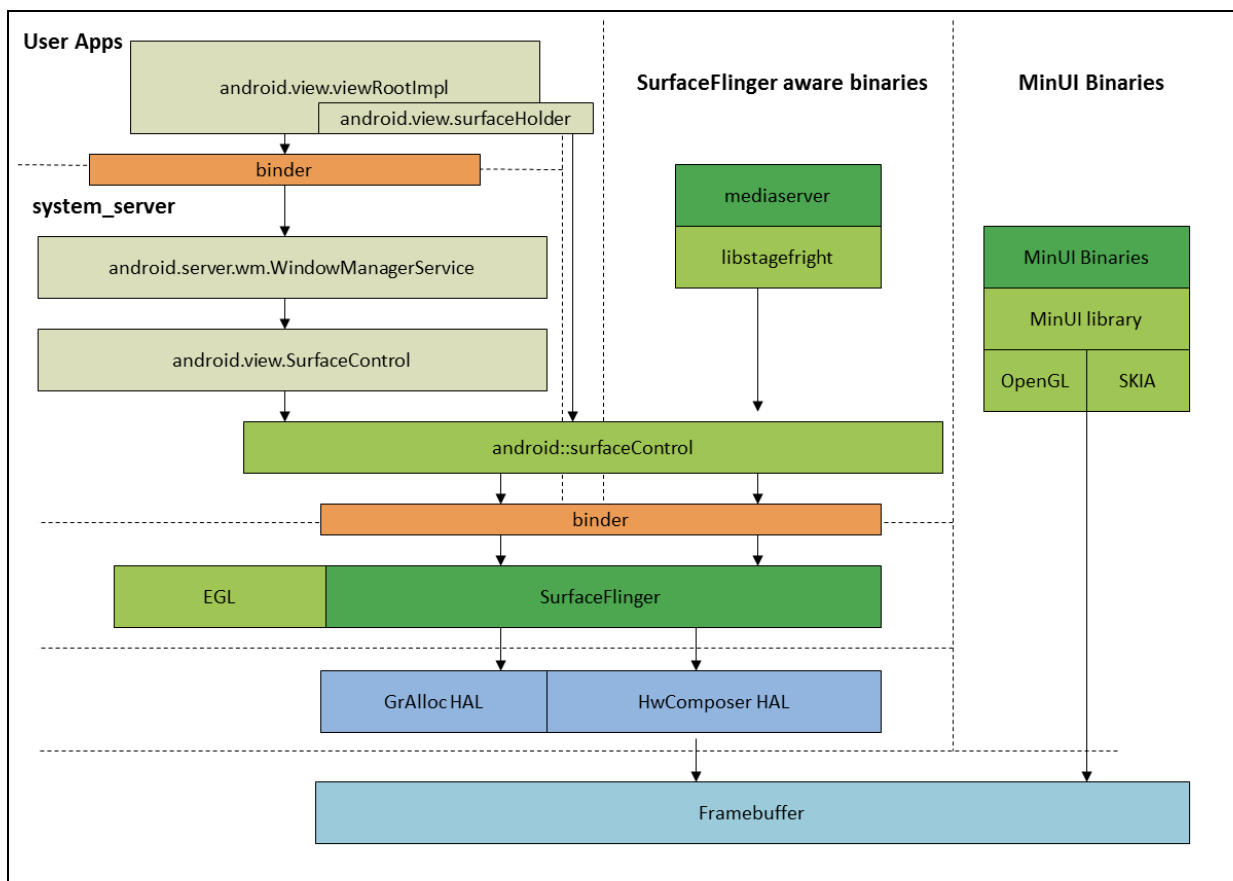 User Apps
android.view.viewRootImpl
android.view.surfaceHolder
SurfaceFlinger aware binaries
MinUI Binaries
binder
system_server
mediaserver
libstagefright
android.server.wm.WindowManagerService
android.view.SurfaceControl
MinUI Binaries
MinUI library
OpenGL
SKIA
android::surfaceControl
binder
EGL
SurfaceFlinger
GrAlloc HAL
HwComposer HAL
Framebuffer